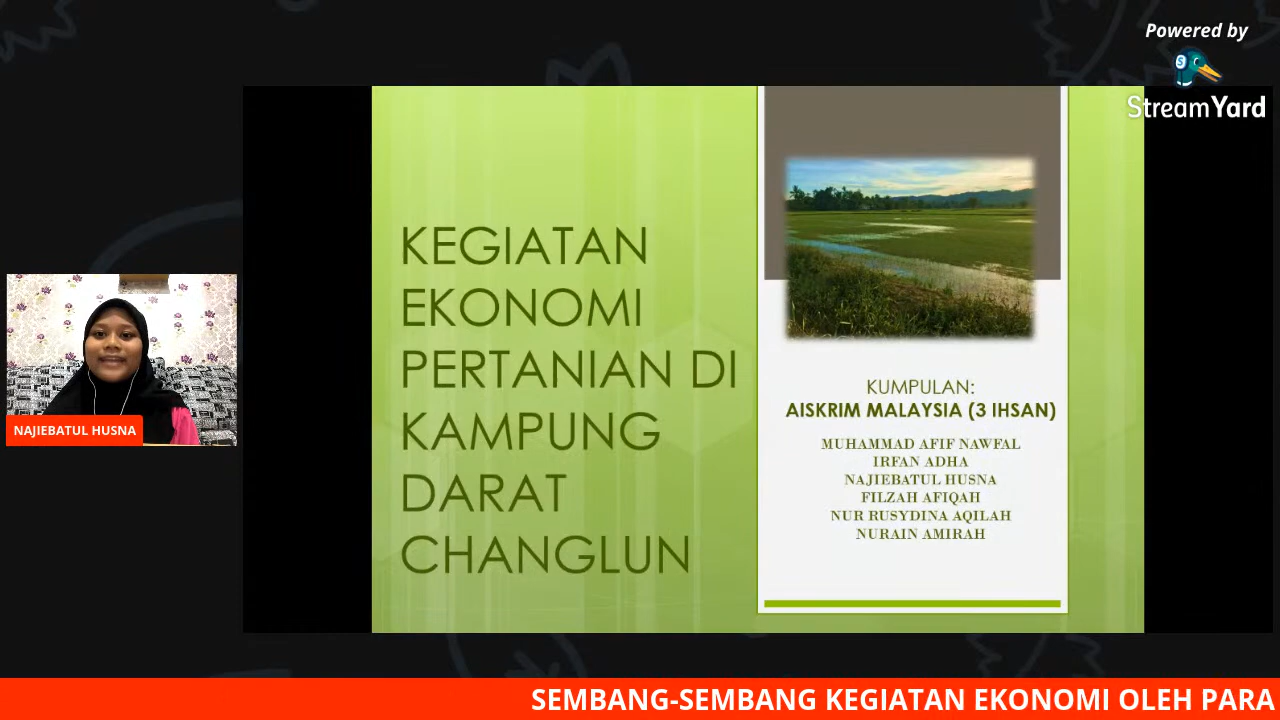 Powered by
StreamYard
KEGIATAN
EKONOMI
PERTANIAN DI
KAMPUNG
DARAT
CHANGLUN
KUMPULAN:
AISKRIM MALAYSIA (3 IHSAN)
MUHAMMAD AFIF NAWFAL
IRFAN ADHA
NAJIEBATUL HUSNA
FILZAH AFIQAH
NUR RUSYDINA AQILAH
NURAIN AMIRAH
NAJIEBATUL HUSNA
SEMBANG-SEMBANG KEGIATAN EKONOMI OLEH PARA